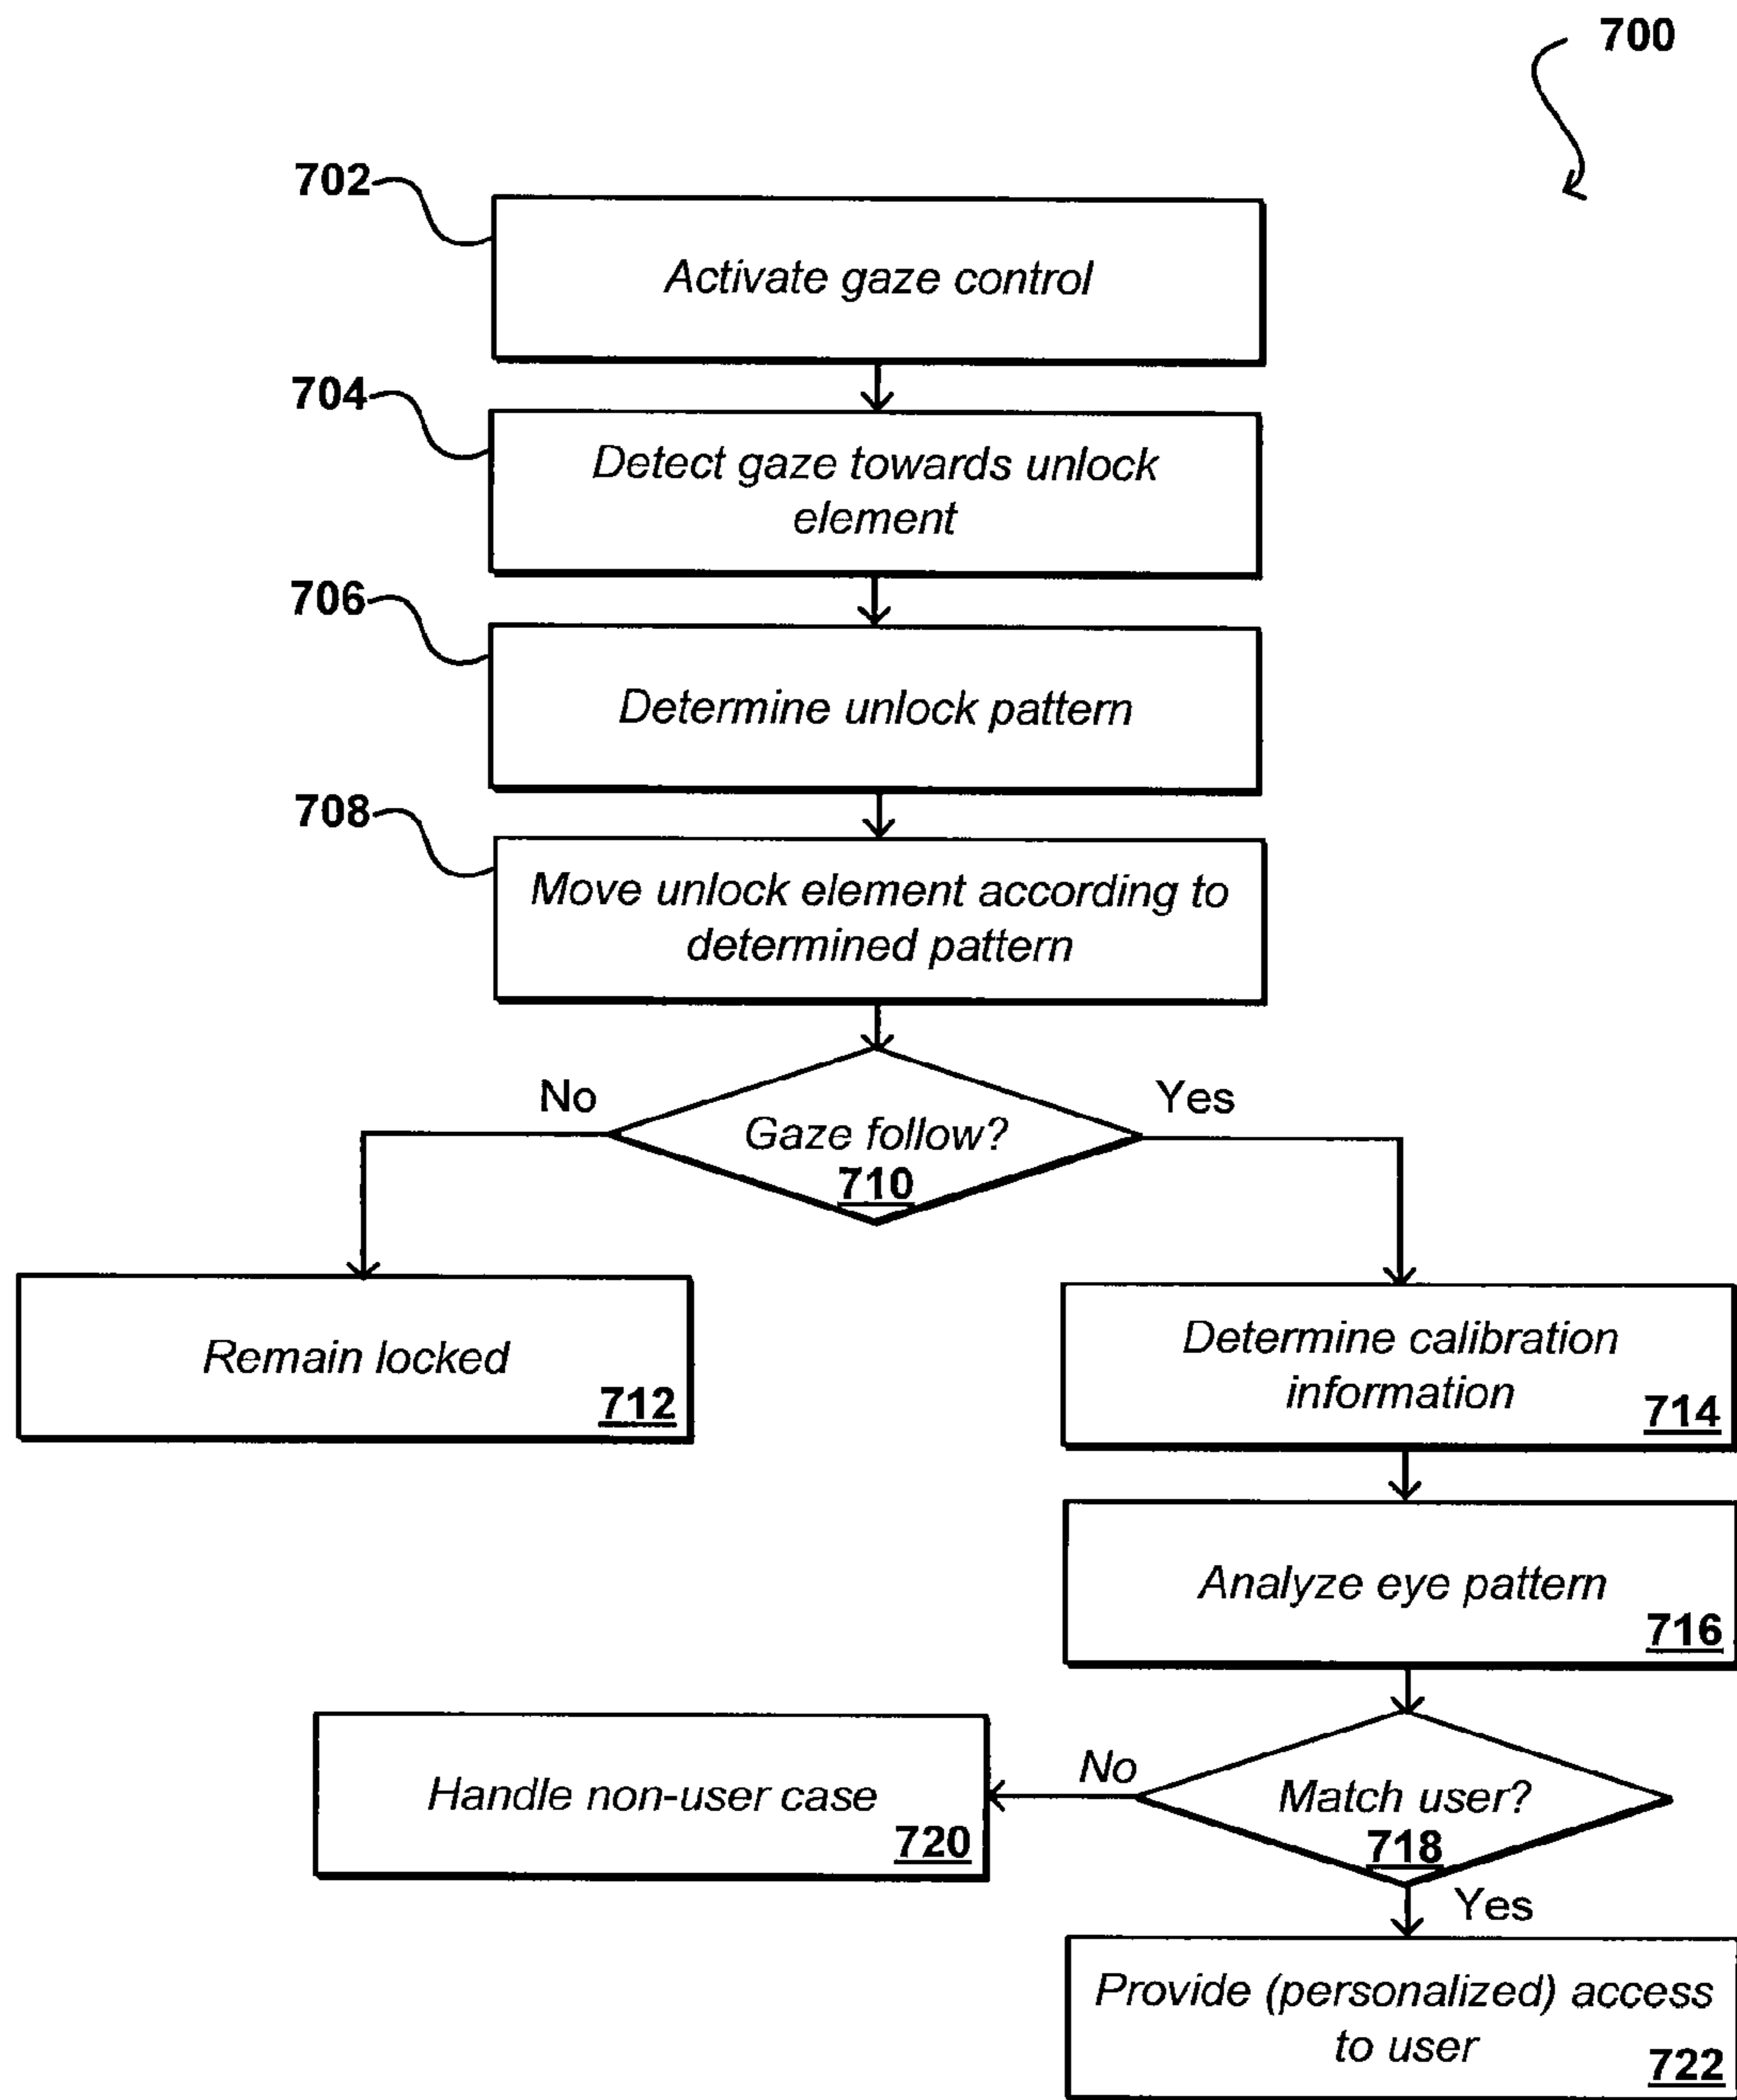 700
702
Activate gaze control
704
Detect gaze towards unlock
element
706
Determine unlock pattern
708
Move unlock element according to
determined pattern
No
Yes
Gaze follow?
710
Remain locked
712
Determine calibration
information
714
Analyze eye pattern
716
Handle non-user case
720
No
Match user?
718
Yes
Provide (personalized) access
to user
722